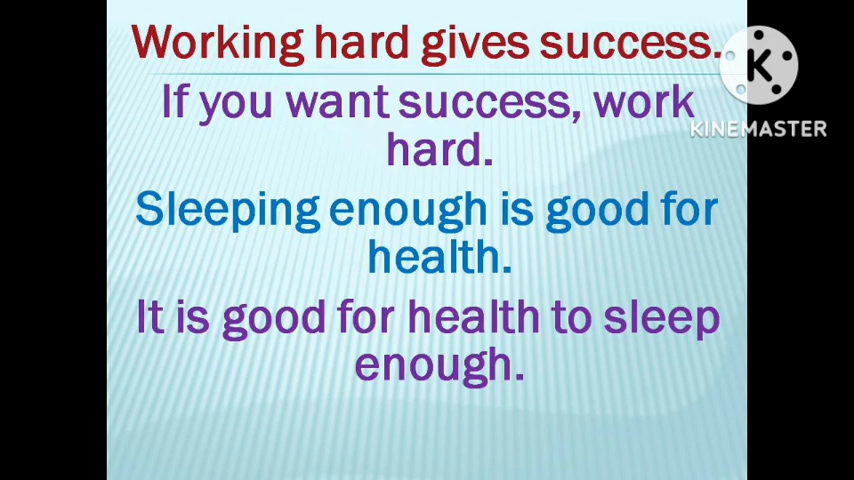 Working hard gives success.
If you want success, work
hard.
Sleeping enough is good for
health.
It is good for health to sleep
enough.
K
KINEMASTER